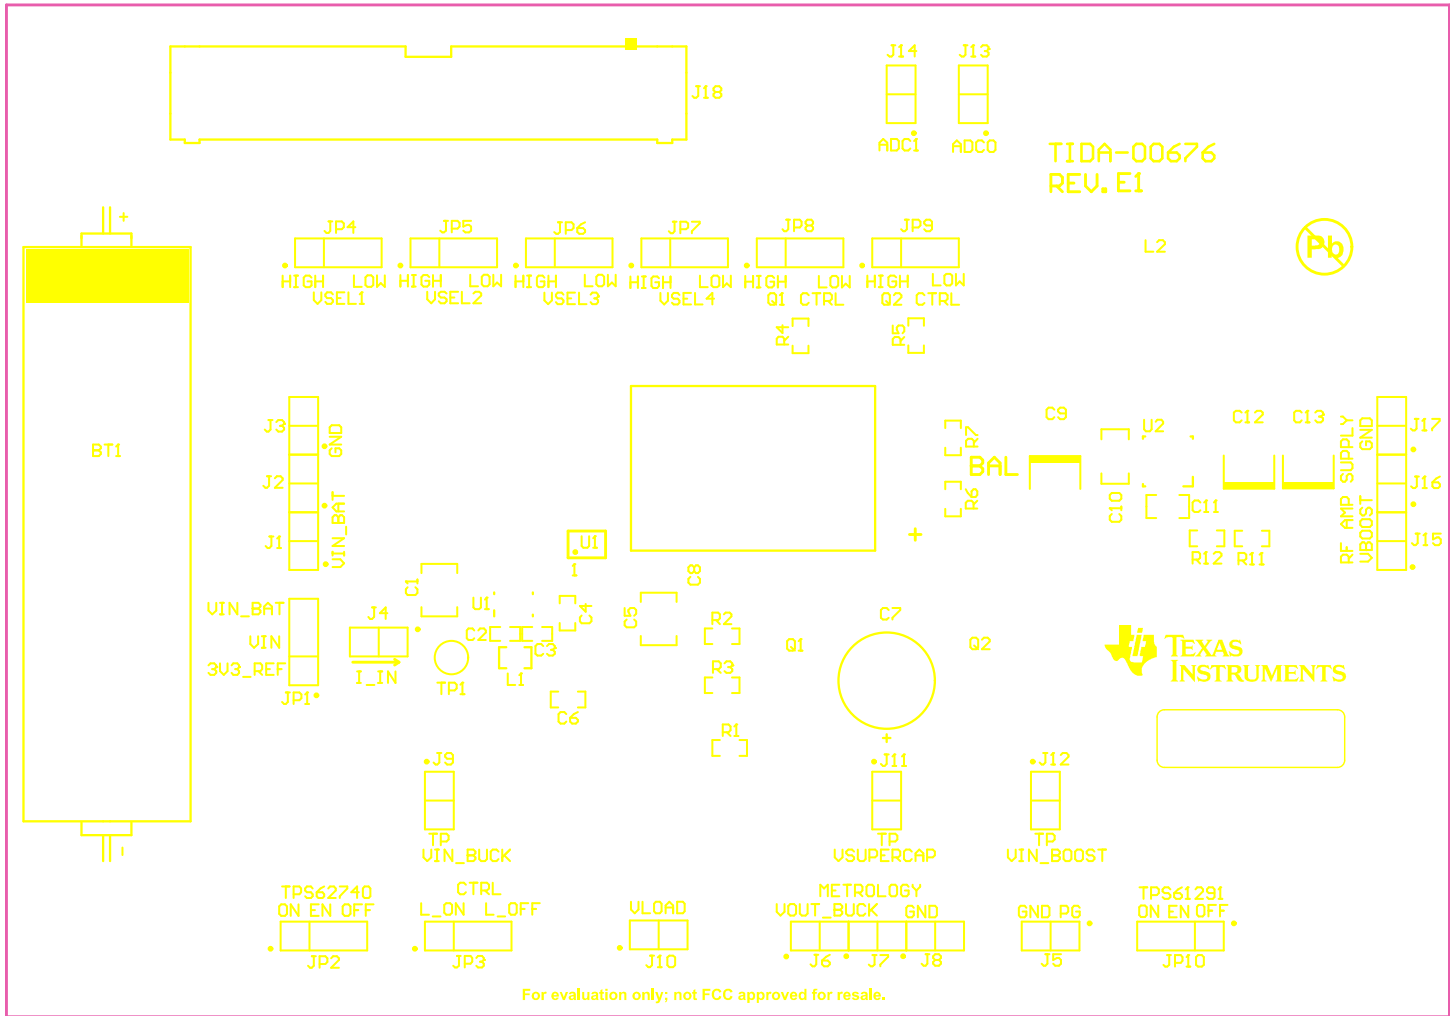 J14 J13
J18
ADC1 ADC0
TIDA-00676
REV. E1
+
JP4 JP5 JP6 JP7 JP8 JP9
L2
Pb
HIGH LOW HIGH LOW HIGH LOW HIGH LOW HIGH LOW HIGH LOW
VSEL1 VSEL2 VSEL3 VSEL4 Q1 CTRL Q2 CTRL
R4 R5
C9 C12 C13
J3 GND R7 U2 RF AMP SUPPLY GND J17
BT1
BAL
J2 VIN_BAT R6 C10 C11 VBOOST J16
+
J1 U1 R12 R11 J15
1
C1 C8
VIN_BAT J4 U1 C4 C5 R2 C7
VIN C2 C3 Q1 Q2
3V3_REF I_IN TP1 L1 R3
TEXAS
INSTRUMENTS
JP1 C6 R1
+
J9 J11 J12
TP TP TP
- VIN_BUCK VSUPERCAP VIN_BOOST
TPS62740 CTRL METROLOGY TPS61291
ON EN OFF L_ON L_OFF VLOAD VOUT_BUCK GND GND PG ON EN OFF
JP2 JP3 J10 J6 J7 J8 J5 JP10
For evaluation only; not FCC approved for resale.